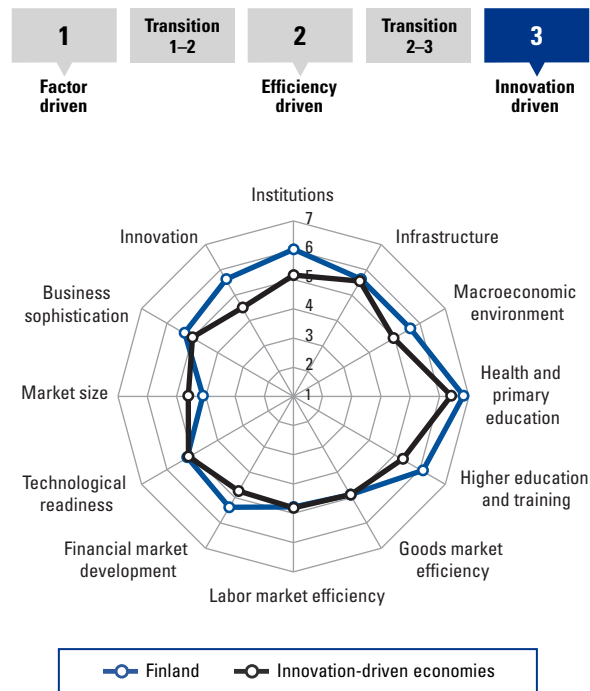 1
Transition
1–2
2
Transition
2–3
3
Factor
driven
Efficiency
driven
Innovation
driven
Institutions
7
Innovation
Infrastructure
6
5
Business
sophistication
Macroeconomic
environment
4
3
2
Market size
1
Health and
primary
education
Technological
readiness
Higher education
and training
Financial market
development
Goods market
efficiency
Labor market efficiency
Finland
Innovation-driven economies